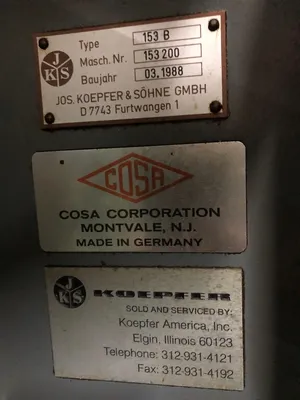 JKS
Type 153 B
Masch. Nr. 153 200
Baujahr 03.1988
JOS. KOEPFER & SÖHNE GMBH
D 7743 Furtwangen 1
COSA
COSA CORPORATION
MONTVALE, N.J.
MADE IN GERMANY
JKS KOEPFER
SOLD AND SERVICED BY:
Koepfer America, Inc.
Elgin, Illinois 60123
Telephone: 312-931-4121
Fax: 312-931-4192